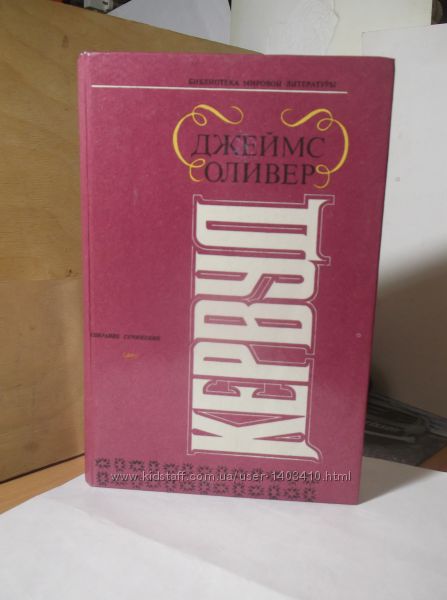 БИБЛИОТЕКА МИРОВОЙ ЛИТЕРАТУРЫ
ДЖЕЙМС
ОЛИВЕР
КЕРВУД
СОБРАНИЕ СОЧИНЕНИЙ
www.kidstaff.com.ua/user-1403410.html